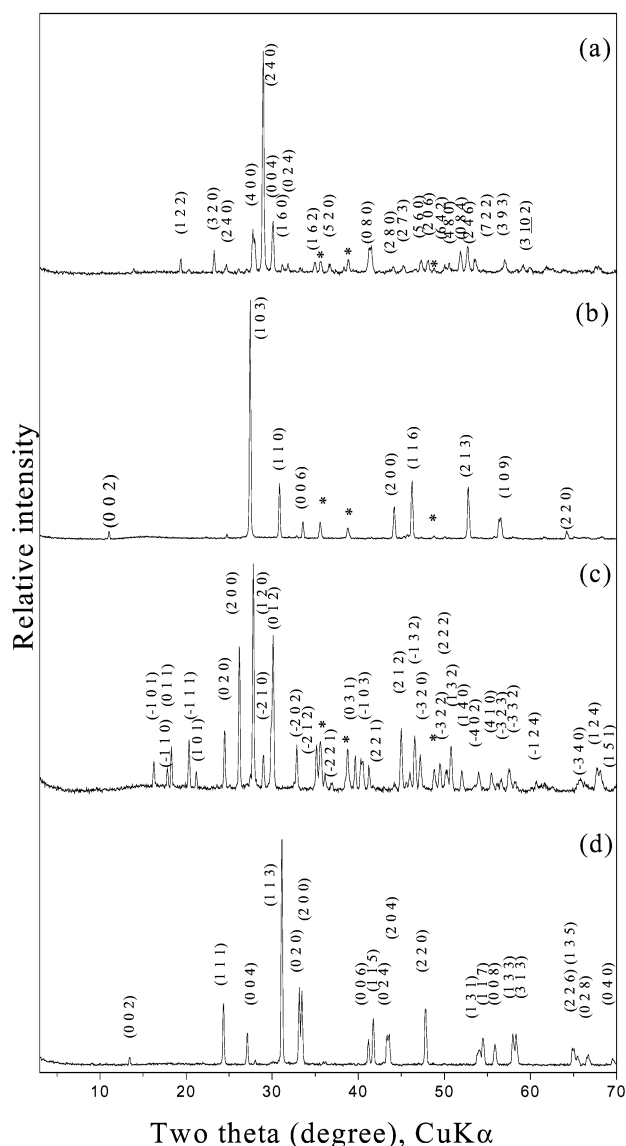 (a)
(1 2 2)
(3 2 0)
(2 4 0)
(4 0 0)
(2 4 0)
(0 0 4)
(1 6 0)
(0 2 4)
(1 6 2)
*
(5 2 0)
*
(0 8 0)
(2 8 0)
(2 7 3)
(5 6 0)
(2 0 6)
*
(6 4 2)
(4 8 0)
(0 8 4)
(2 4 6)
(7 2 2)
(3 9 3)
(3 10 2)
(b)
(0 0 2)
(1 0 3)
(1 1 0)
(0 0 6)
*
*
(2 0 0)
(1 1 6)
*
(2 1 3)
(1 0 9)
(2 2 0)
(c)
(-1 0 1)
(-1 1 0)
(0 1 1)
(-1 1 1)
(1 0 1)
(0 2 0)
(2 0 0)
(1 2 0)
(-2 1 0)
(0 1 2)
(-2 0 2)
(-2 1 2)
*
(-2 2 1)
*
(0 3 1)
(-1 0 3)
(2 2 1)
(2 1 2)
(-1 3 2)
(-3 2 0)
*
(-3 2 2)
(2 2 2)
(1 3 2)
(1 4 0)
(-4 0 2)
(4 1 0)
(-3 2 3)
(-3 3 2)
(-1 2 4)
(-3 4 0)
(1 2 4)
(1 5 1)
(d)
(0 0 2)
(1 1 1)
(0 0 4)
(1 1 3)
(0 2 0)
(2 0 0)
(0 0 6)
(1 1 5)
(0 2 4)
(2 0 4)
(2 2 0)
(1 3 1)
(1 1 7)
(0 0 8)
(1 3 3)
(3 1 3)
(2 2 6)
(1 3 5)
(0 2 8)
(0 4 0)
Relative intensity
10 20 30 40 50 60 70
Two theta (degree), CuKα